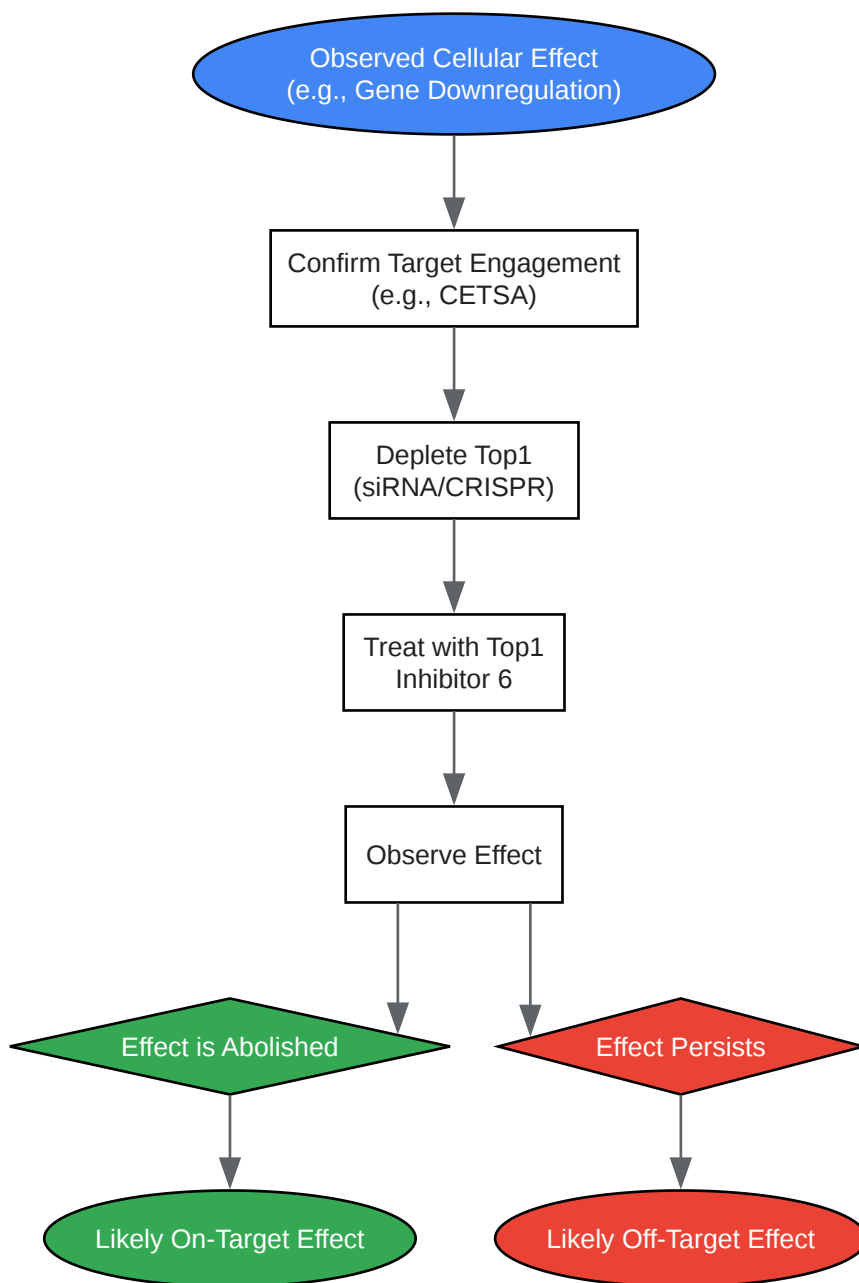 Observed Cellular Effect
(e.g., Gene Downregulation)
Confirm Target Engagement
(e.g., CETSA)
Deplete Top1
(siRNA/CRISPR)
Treat with Top1
Inhibitor 6
Observe Effect
Effect is Abolished
Effect Persists
Likely On-Target Effect
Likely Off-Target Effect